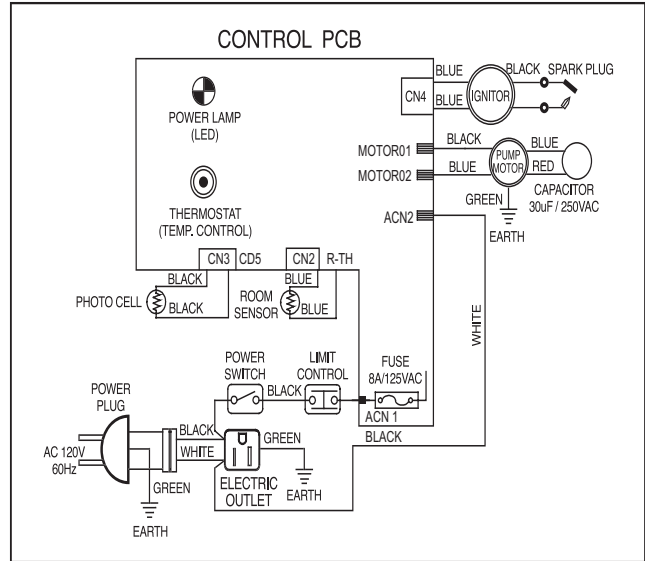 CONTROL PCB
BLUE
BLACK
SPARK PLUG
CN4
IGNITOR
BLUE
POWER LAMP
(LED)
BLACK
MOTOR01
BLUE
PUMP
MOTOR
MOTOR02
BLUE
RED
CAPACITOR
30uF / 250VAC
GREEN
EARTH
THERMOSTAT
(TEMP. CONTROL)
ACN2
CN3
CD5
CN2
R-TH
BLACK
BLUE
PHOTO CELL
BLACK
ROOM
SENSOR
BLUE
WHITE
POWER
SWITCH
LIMIT
CONTROL
FUSE
8A/125VAC
BLACK
ACN 1
POWER
PLUG
BLACK
GREEN
BLACK
AC 120V
60Hz
WHITE
GREEN
ELECTRIC
OUTLET
EARTH
EARTH